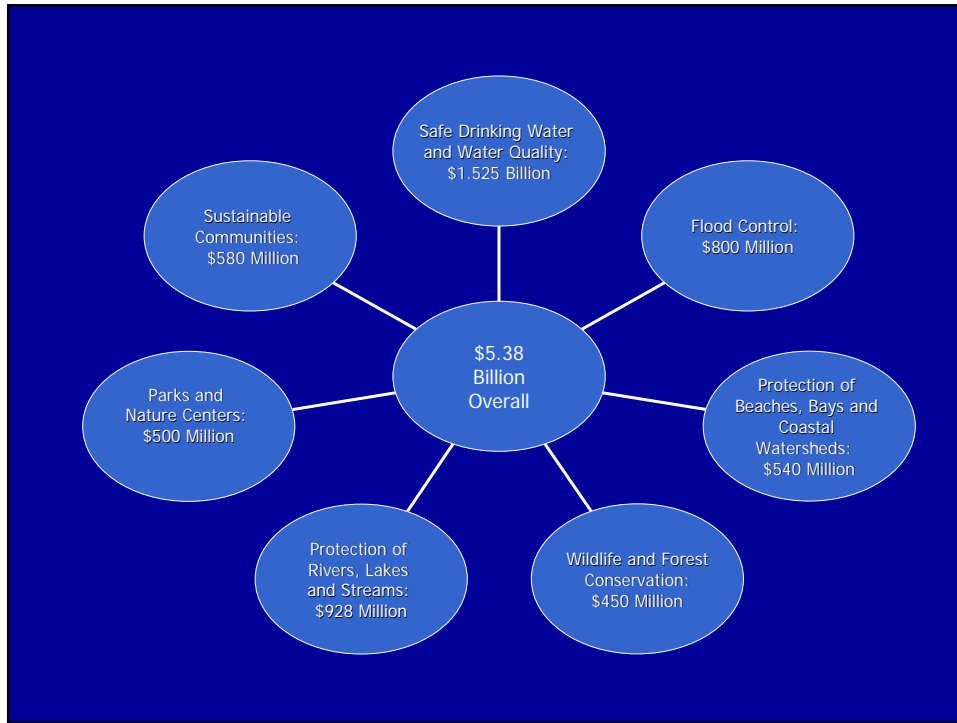 Safe Drinking Water
and Water Quality:
$1.525 Billion
Sustainable
Communities:
$580 Million
Flood Control:
$800 Million
$5.38
Billion
Overall
Parks and
Nature Centers:
$500 Million
Protection of
Beaches, Bays and
Coastal
Watersheds:
$540 Million
Protection of
Rivers, Lakes
and Streams:
$928 Million
Wildlife and Forest
Conservation:
$450 Million